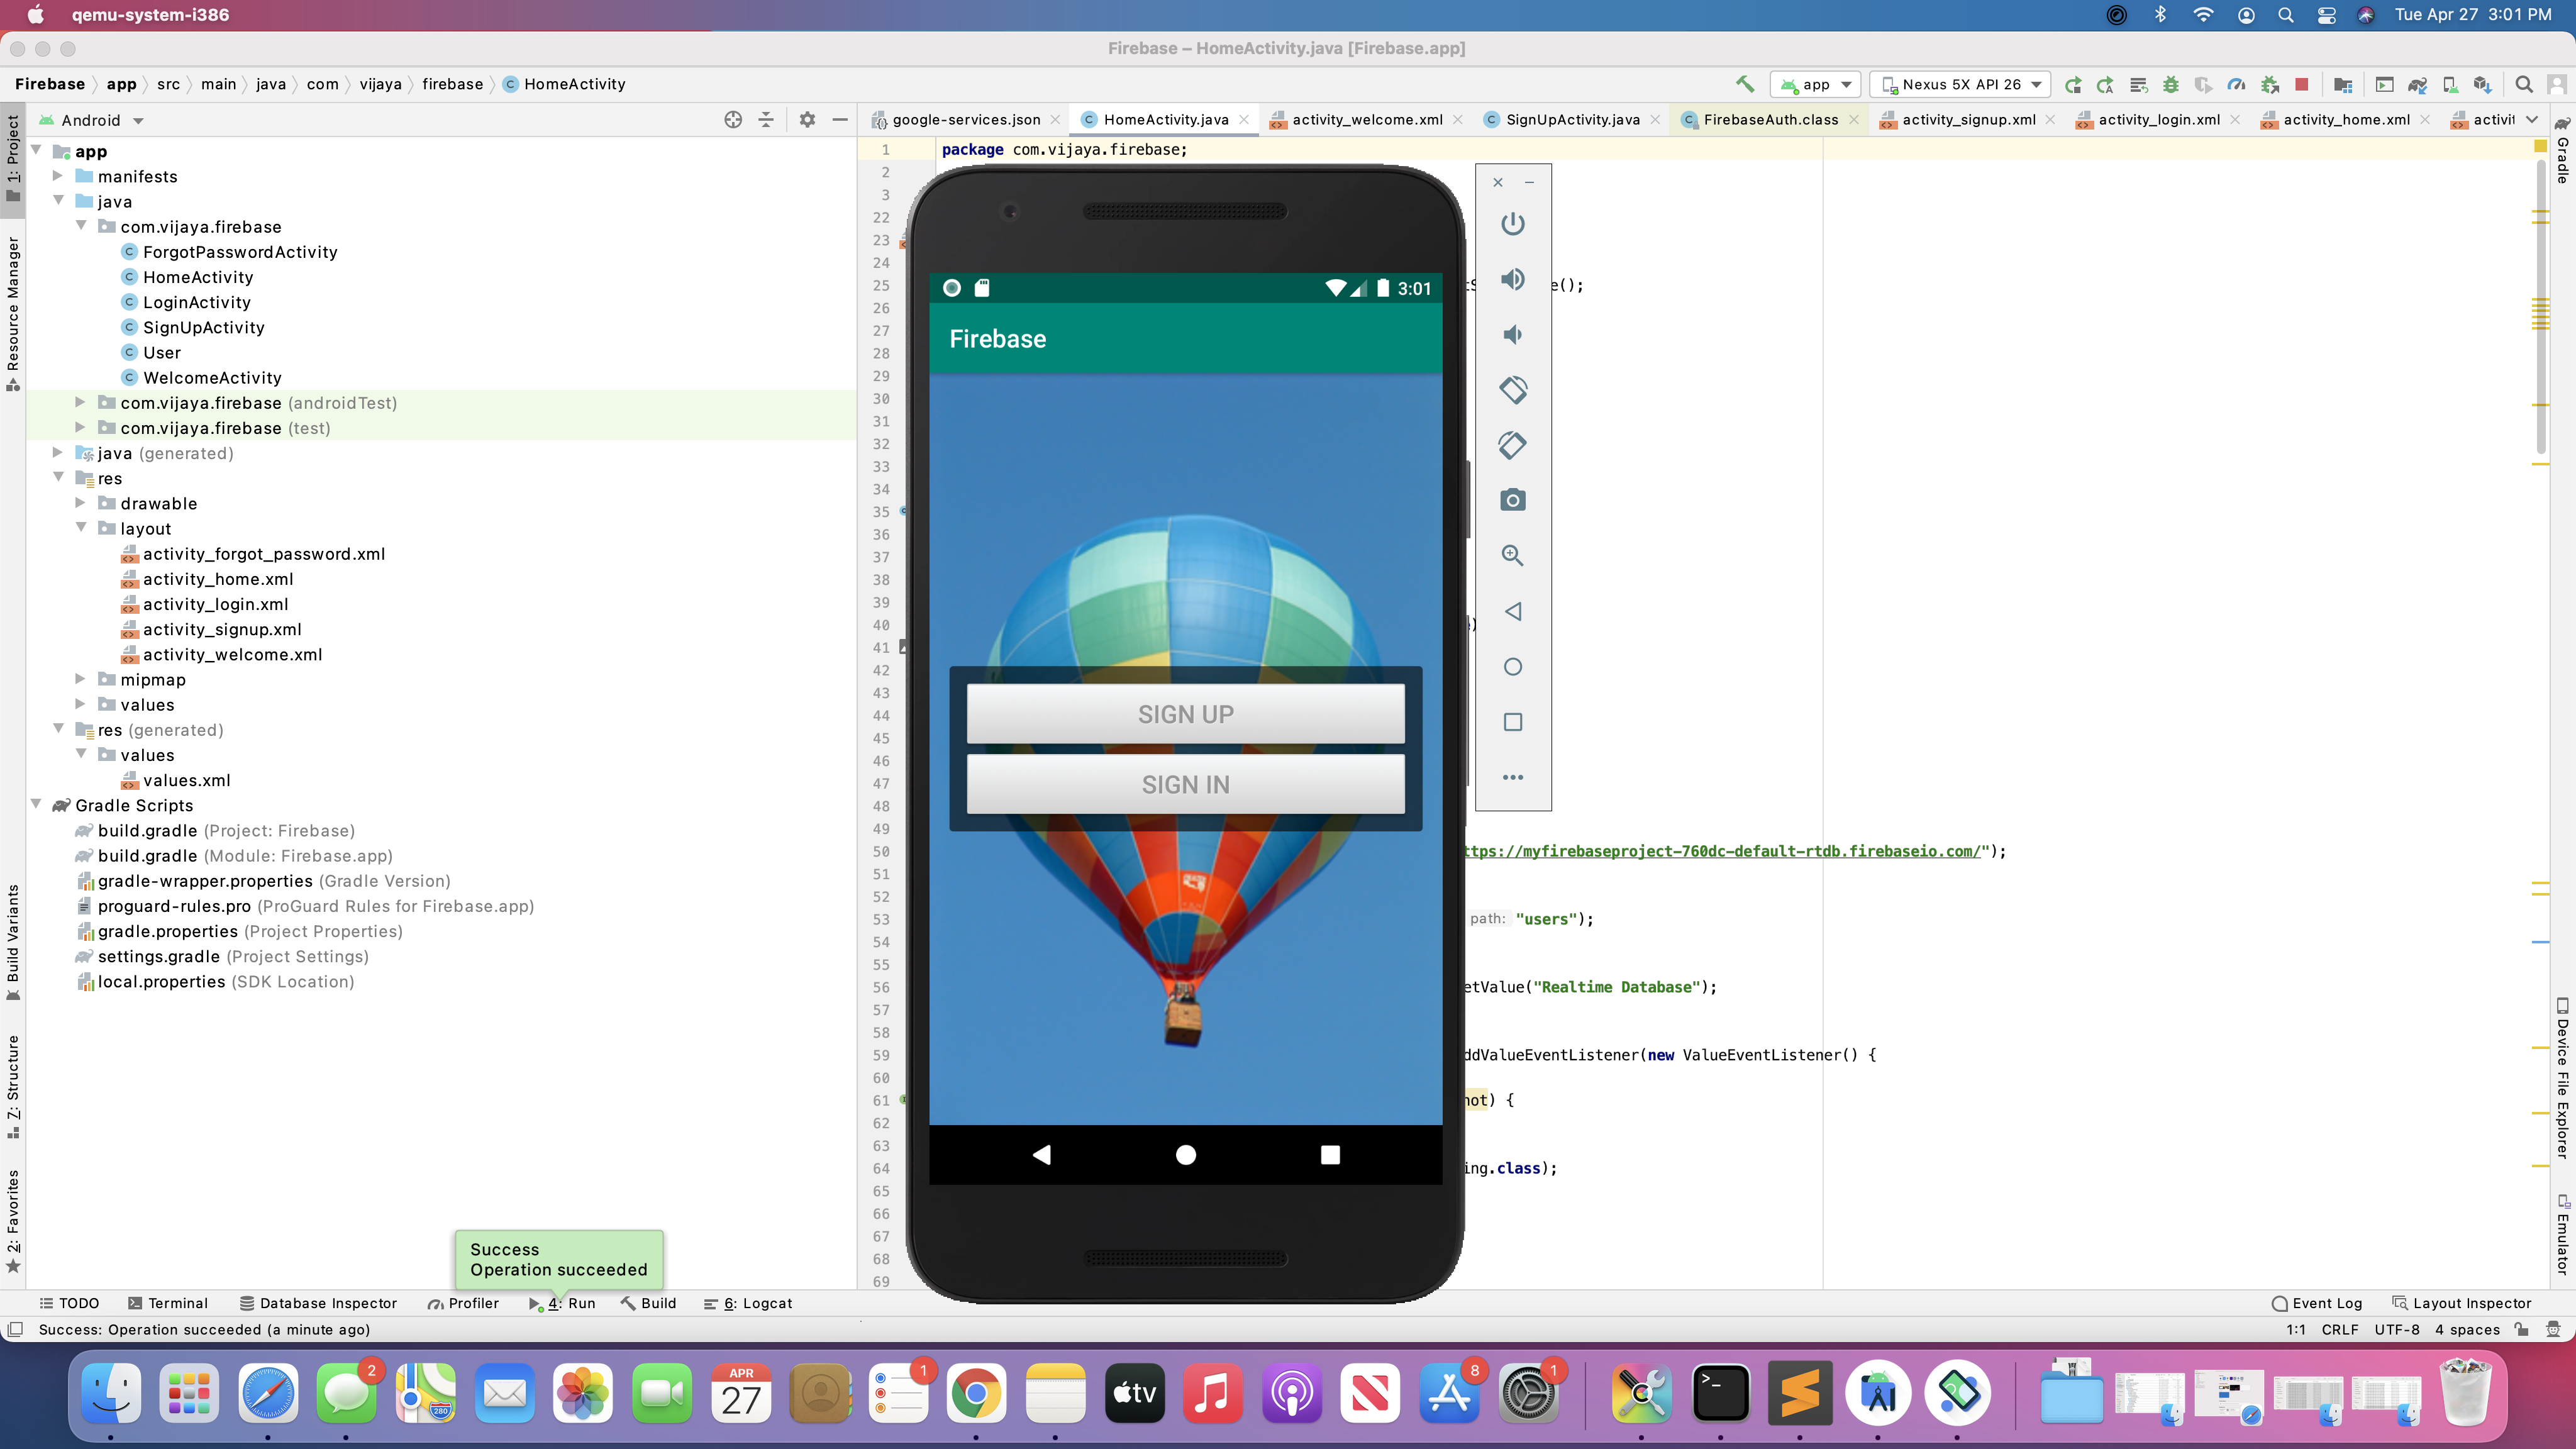 qemu-system-i386
Tue Apr 27 3:01 PM
Firebase – HomeActivity.java [Firebase.app]
Firebase app src main java com vijaya firebase HomeActivity
app
Nexus 5X API 26
Android
google-services.json
HomeActivity.java
activity_welcome.xml
SignUpActivity.java
FirebaseAuth.class
activity_signup.xml
activity_login.xml
activity_home.xml
activit
1: Project
Resource Manager
Build Variants
7: Structure
2: Favorites
app
manifests
java
com.vijaya.firebase
ForgotPasswordActivity
HomeActivity
LoginActivity
SignUpActivity
User
WelcomeActivity
com.vijaya.firebase (androidTest)
com.vijaya.firebase (test)
java (generated)
res
drawable
layout
activity_forgot_password.xml
activity_home.xml
activity_login.xml
activity_signup.xml
activity_welcome.xml
mipmap
values
res (generated)
values
values.xml
Gradle Scripts
build.gradle (Project: Firebase)
build.gradle (Module: Firebase.app)
gradle-wrapper.properties (Gradle Version)
proguard-rules.pro (ProGuard Rules for Firebase.app)
gradle.properties (Project Properties)
settings.gradle (Project Settings)
local.properties (SDK Location)
1 package com.vijaya.firebase;
2
3
22
23
24
25 e();
26
27
28
29
30
31
32
33
34
35
36
37
38
39
40 )
41
42
43
44
45
46
47
48
49
50 ttps://myfirebaseproject-760dc-default-rtdb.firebaseio.com/");
51
52
53 path: "users");
54
55
56 etValue("Realtime Database");
57
58
59 ddValueEventListener(new ValueEventListener() {
60
61 not) {
62
63
64 ing.class);
65
66
67
68
69
3:01
Firebase
SIGN UP
SIGN IN
Gradle
Device File Explorer
Emulator
Success
Operation succeeded
TODO
Terminal
Database Inspector
Profiler
4: Run
Build
6: Logcat
Event Log
Layout Inspector
Success: Operation succeeded (a minute ago)
1:1 CRLF UTF-8 4 spaces
2
280
APR
27
1
tv
8
1